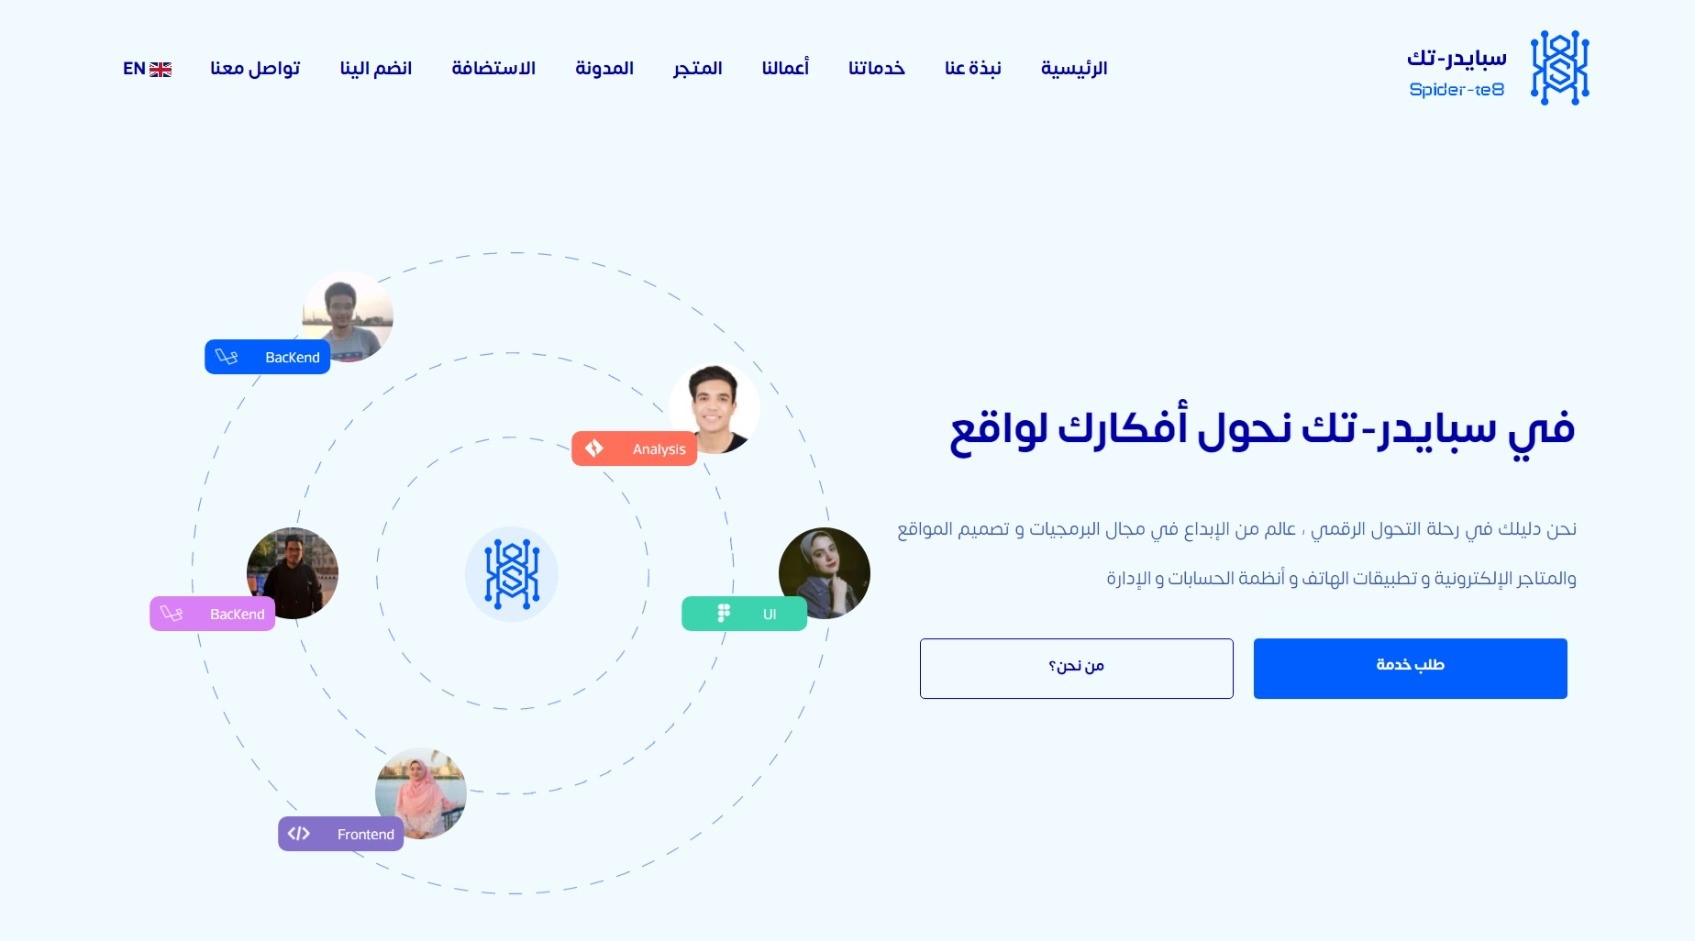 سبايدر-تك
Spider-te8
الرئيسية
نبذة عنا
خدماتنا
أعمالنا
المتجر
المدونة
الاستضافة
انضم الينا
تواصل معنا
EN
في سبايدر-تك نحول أفكارك لواقع
نحن دليلك في رحلة التحول الرقمي ، عالم من الإبداع في مجال البرمجيات و تصميم المواقع
والمتاجر الإلكترونية و تطبيقات الهاتف و أنظمة الحسابات و الإدارة
طلب خدمة
من نحن؟
Backend
Analysis
Backend
UI
Frontend